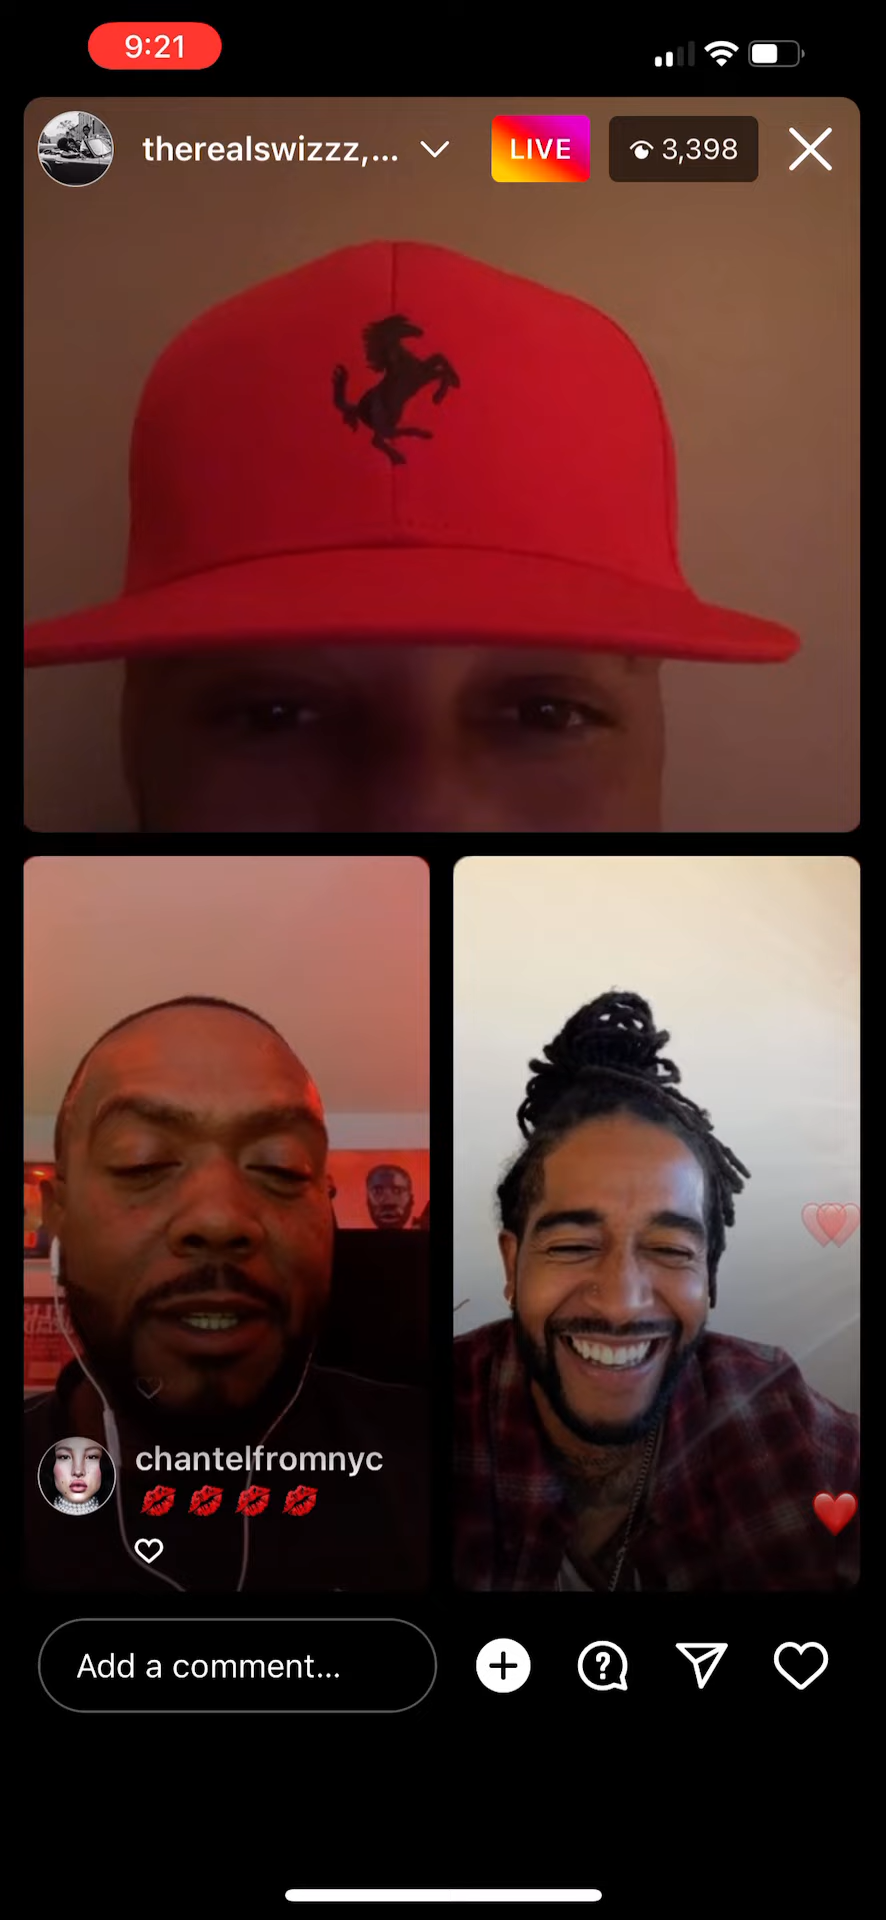 9:21
therealswizzz,...
LIVE
3,398
chantelfromnyc
💋 💋 💋 💋
Add a comment...